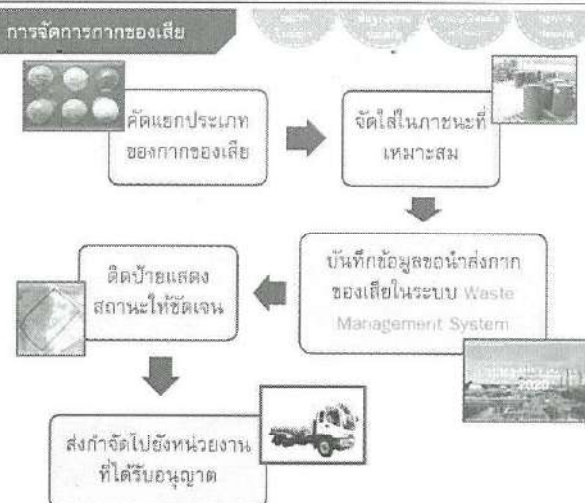 การจัดการกากของเสีย
คัดแยกประเภท
ของกากของเสีย
จัดใส่ในภาชนะที่
เหมาะสม
บันทึกข้อมูลขอนำส่งกาก
ของเสียในระบบ Waste
Management System
ติดป้ายแสดง
สถานะให้ชัดเจน
2020
ส่งกำจัดไปยังหน่วยงาน
ที่ได้รับอนุญาต